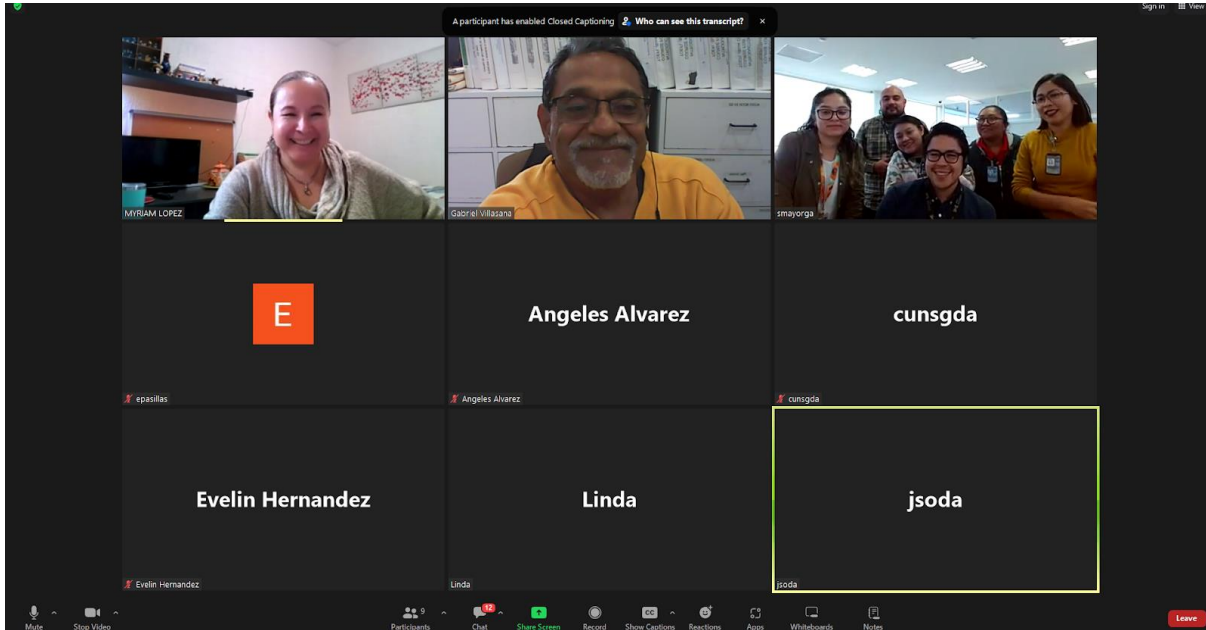 Sign in View
A participant has enabled Closed Captioning Who can see this transcript? ×
MYRIAM LOPEZ
Gabriel Villasana
smayorga
E
epasillas
Angeles Alvarez
Angeles Alvarez
cunsgda
cunsgda
Evelin Hernandez
Evelin Hernandez
Linda
Linda
jsoda
jsoda
Mute
Stop Video
9
Participants
12
Chat
Share Screen
Record
CC
Show Captions
Reactions
Apps
Whiteboards
Notes
Leave